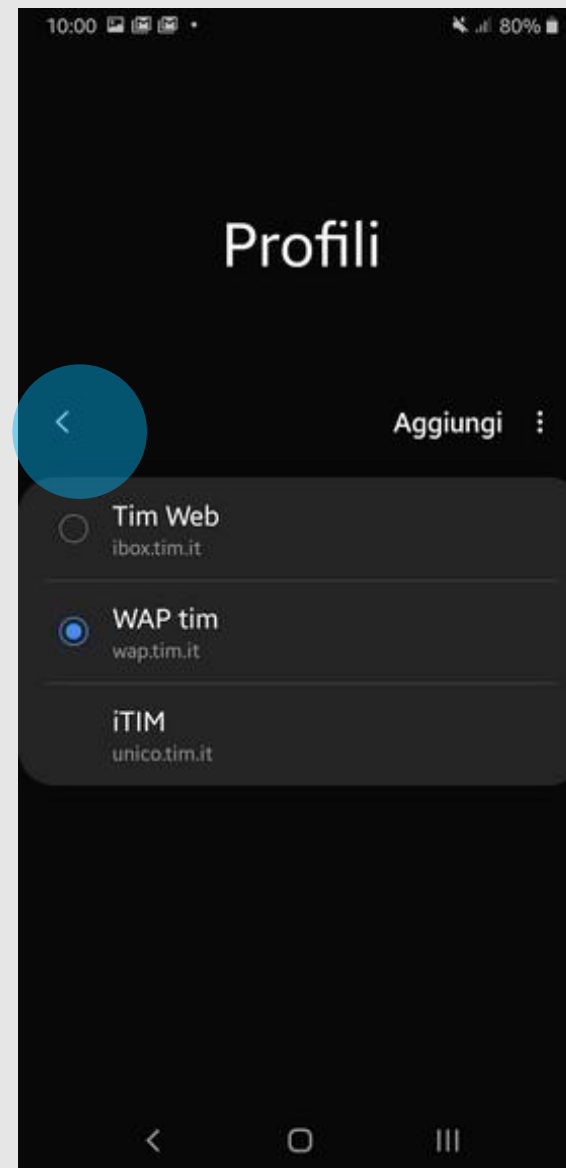 10:00 80%
Profili
Aggiungi
Tim Web
ibox.tim.it
WAP tim
wap.tim.it
iTIM
unico.tim.it